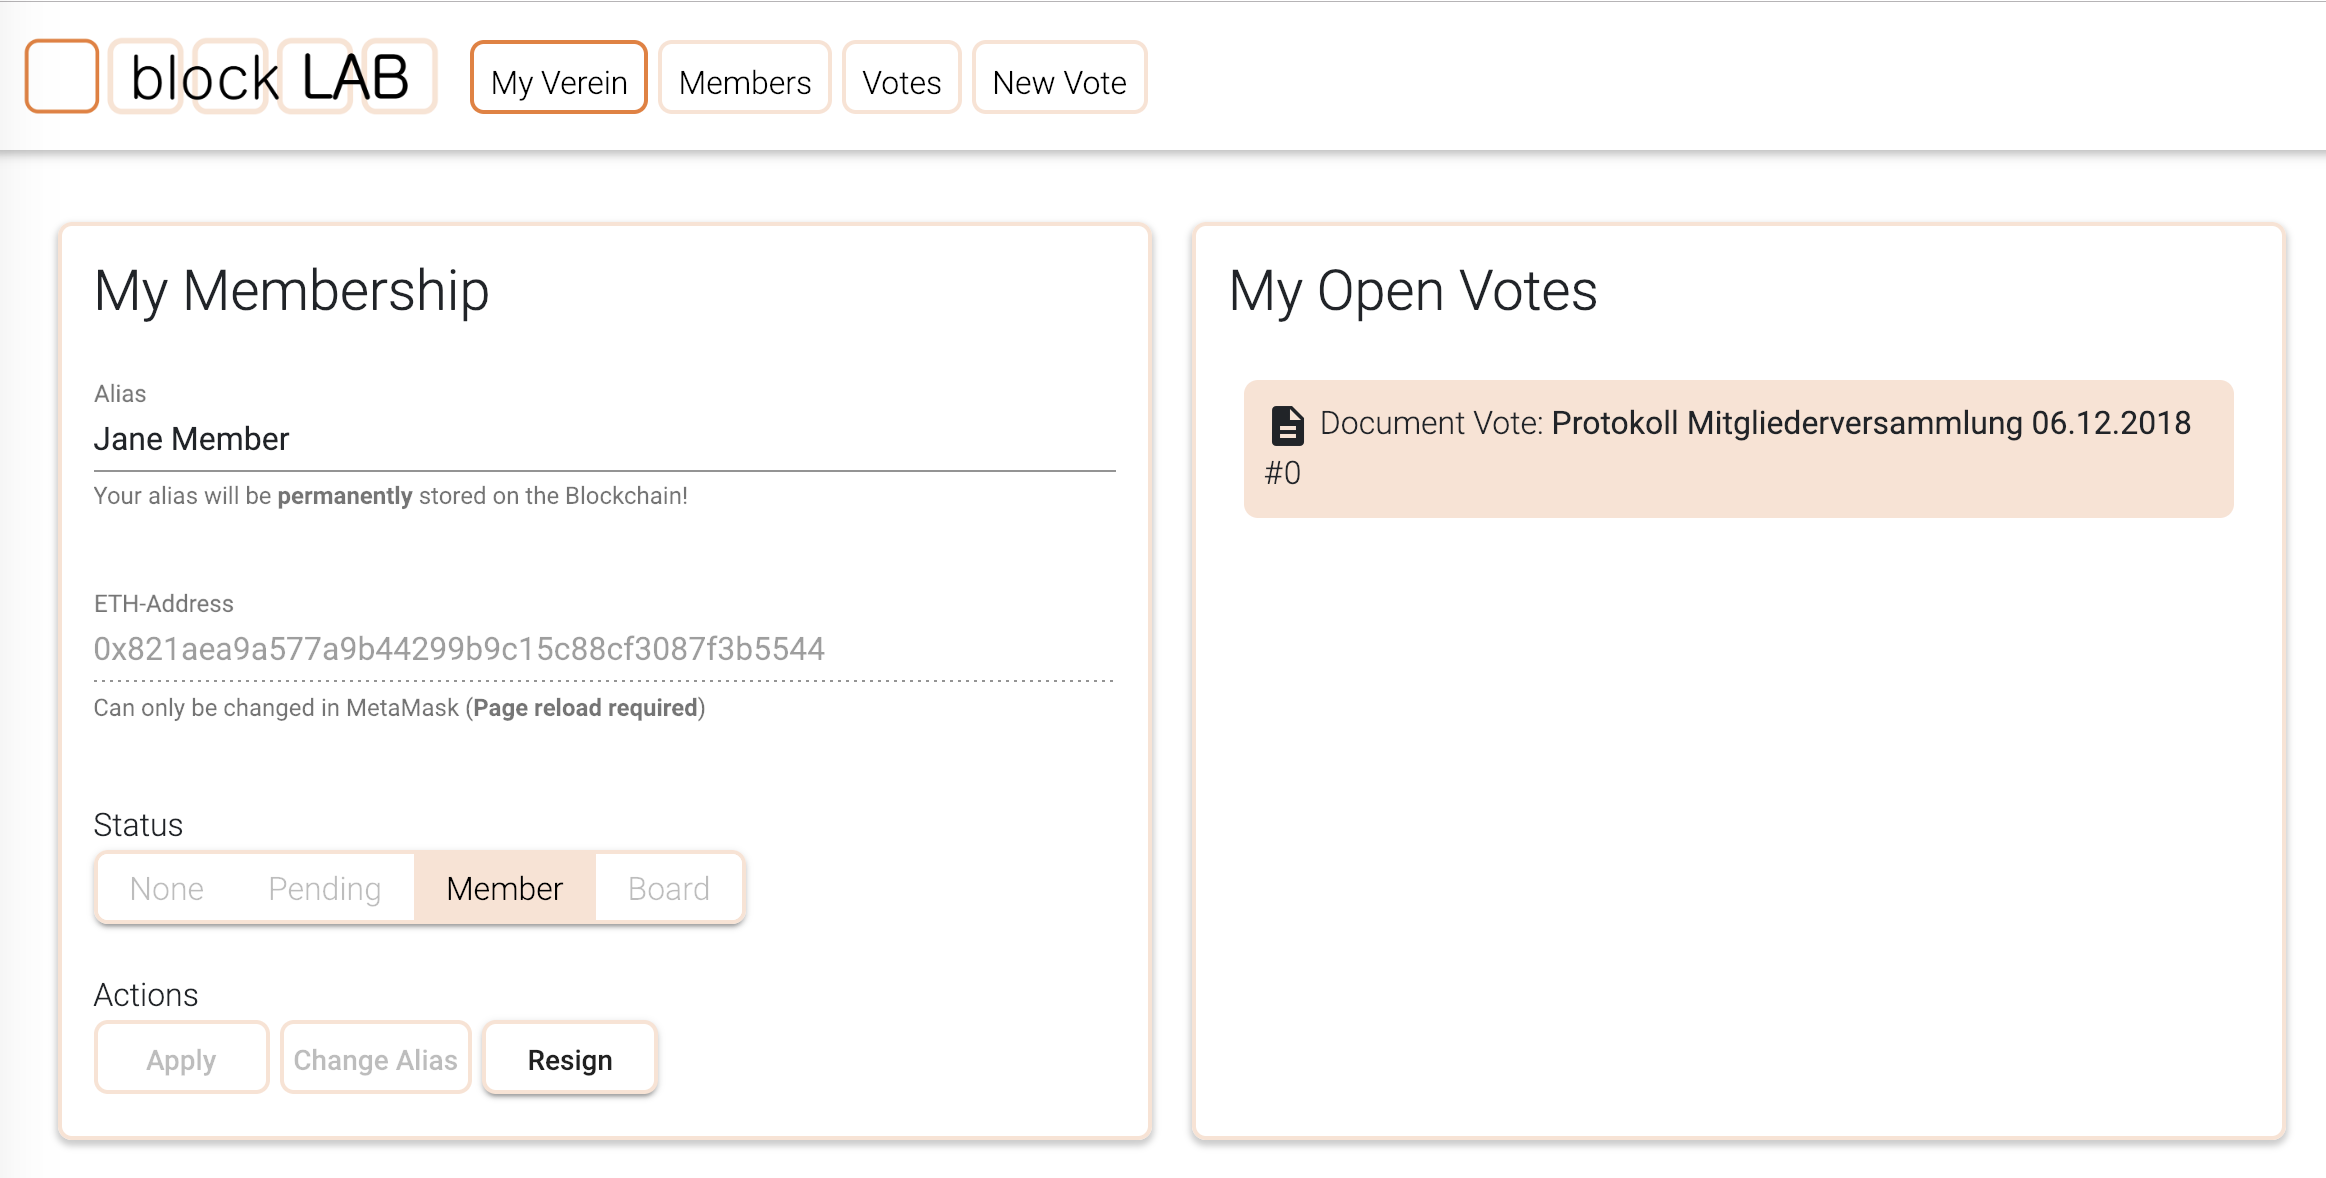 block LAB
My Verein
Members
Votes
New Vote
My Membership
Alias
Jane Member
Your alias will be permanently stored on the Blockchain!
ETH-Address
0x821aea9a577a9b44299b9c15c88cf3087f3b5544
Can only be changed in MetaMask (Page reload required)
Status
None Pending Member Board
Actions
Apply Change Alias Resign
My Open Votes
Document Vote: Protokoll Mitgliederversammlung 06.12.2018
#0